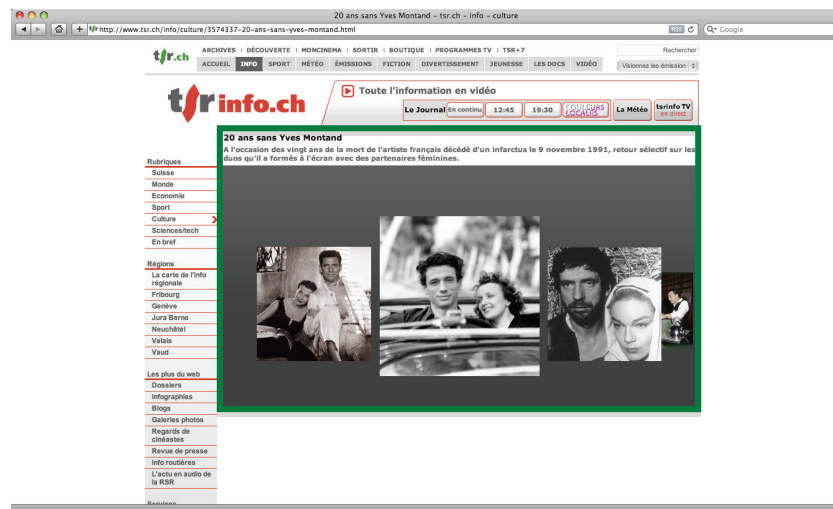 20 ans sans Yves Montand – tsr.ch – info – culture
http://www.tsr.ch/info/culture/3574337-20-ans-sans-yves-montand.html
RSS
Google
tsr.ch
ARCHIVES | DÉCOUVERTE | MONCINEMA | SORTIR | BOUTIQUE | PROGRAMMES TV | TSR+7
Rechercher
ACCUEIL INFO SPORT MÉTÉO ÉMISSIONS FICTION DIVERTISSEMENT JEUNESSE LES DOCS VIDÉO
Visionnez les émission
tsrinfo.ch
Toute l'information en vidéo
Le Journal En continu 12:45 19:30 COULEURS LOCALES La Météo tsrinfo TV en direct
20 ans sans Yves Montand
A l'occasion des vingt ans de la mort de l'artiste français décédé d'un infarctus le 9 novembre 1991, retour sélectif sur les
duos qu'il a formés à l'écran avec des partenaires féminines.
Rubriques
Suisse
Monde
Economie
Sport
Culture
Sciences/tech
En bref
Régions
La carte de l'info
régionale
Fribourg
Genève
Jura Berne
Neuchâtel
Valais
Vaud
Les plus du web
Dossiers
Infographies
Blogs
Galeries photos
Regards de
cinéastes
Revue de presse
Info routières
L'actu en audio de
la RSR
Services